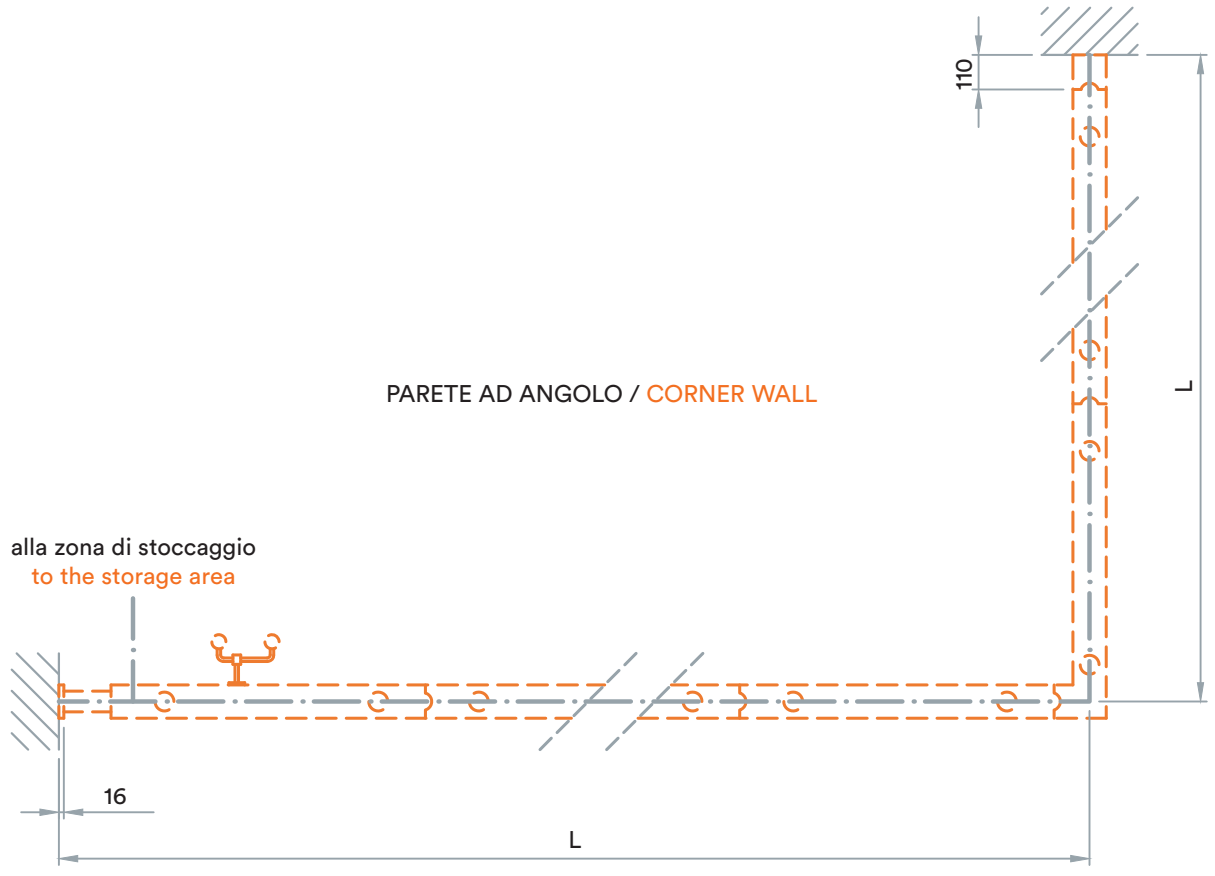 110
PARETE AD ANGOLO / CORNER WALL
L
alla zona di stoccaggio
to the storage area
16
L